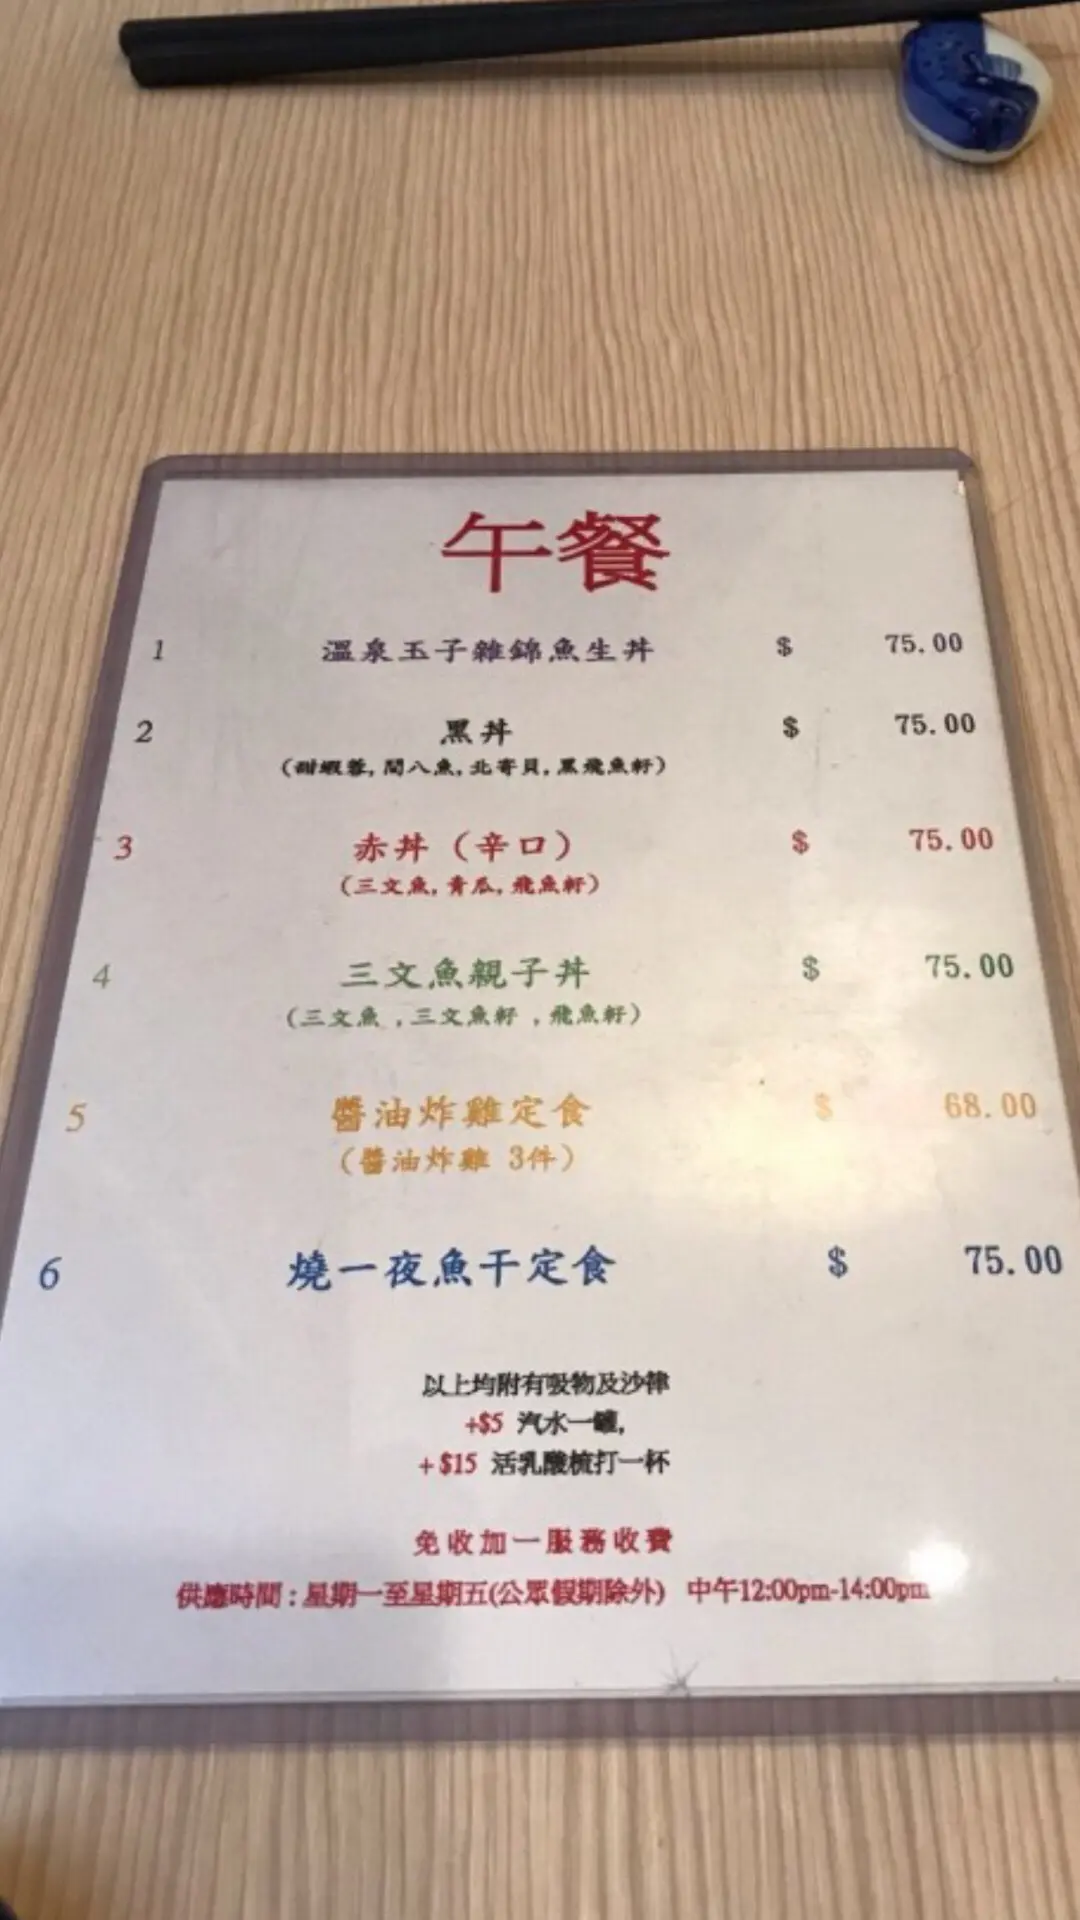 午餐
1 溫泉玉子雜錦魚生丼 $ 75.00
2 黑丼 $ 75.00
(甜蝦蓉, 間八魚, 北寄貝, 黑飛魚籽)
3 赤丼 (辛口) $ 75.00
(三文魚, 青瓜, 飛魚籽)
4 三文魚親子丼 $ 75.00
(三文魚 , 三文魚籽 , 飛魚籽)
5 醬油炸雞定食 $ 68.00
(醬油炸雞 3件)
6 燒一夜魚干定食 $ 75.00
以上均附有吸物及沙律
+$5 汽水一罐,
+ $15 活乳酸梳打一杯
免收加一服務收費
供應時間 : 星期一至星期五(公眾假期除外) 中午12:00pm-14:00pm